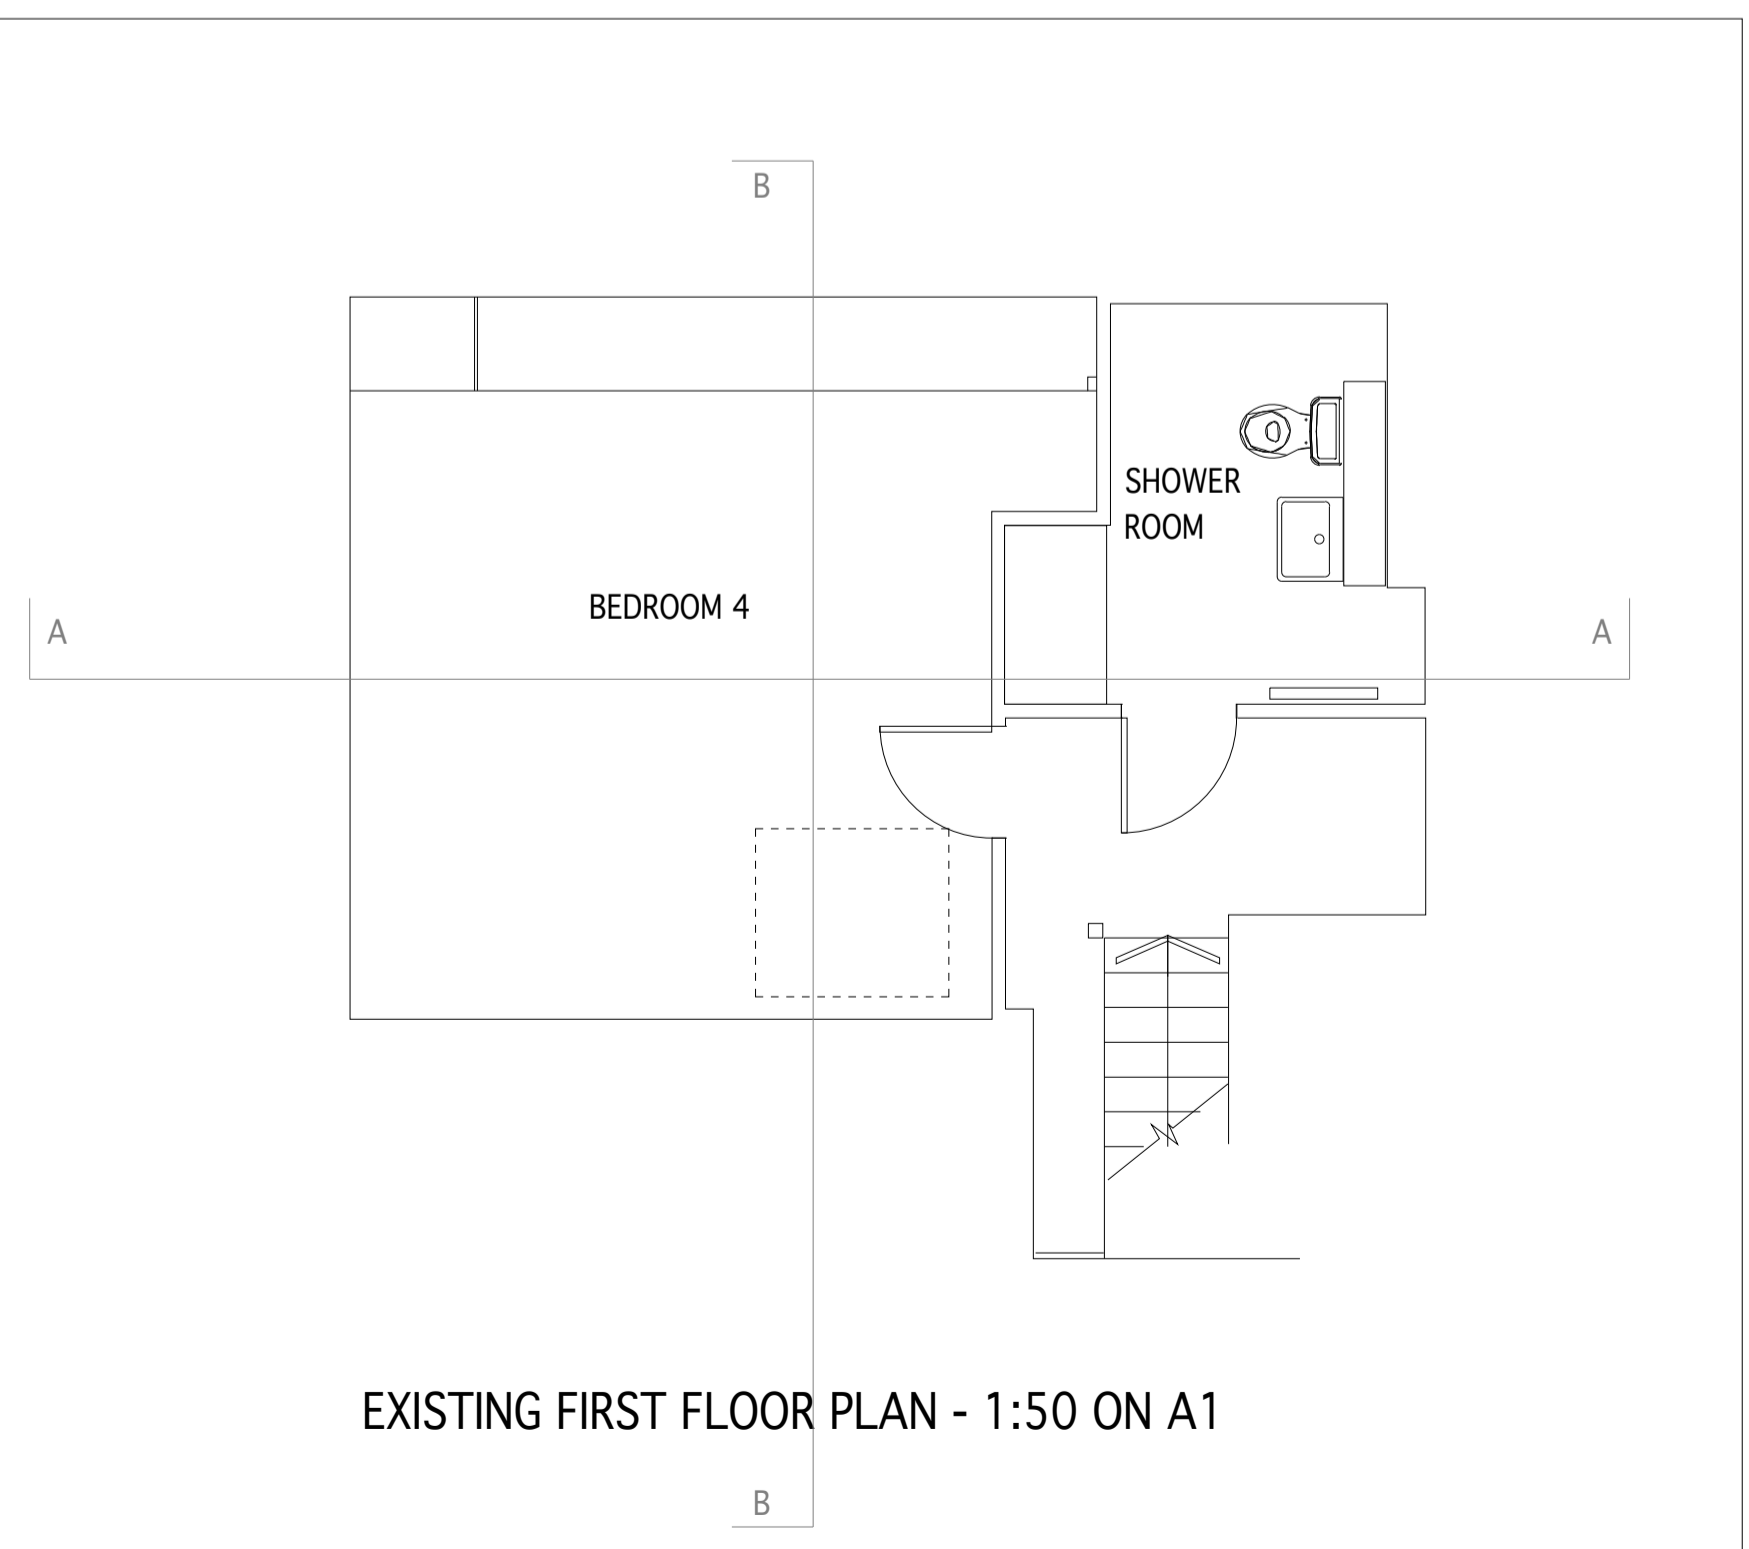 B
SHOWER
ROOM
BEDROOM 4
A
A
EXISTING FIRST FLOOR PLAN - 1:50 ON A1
B